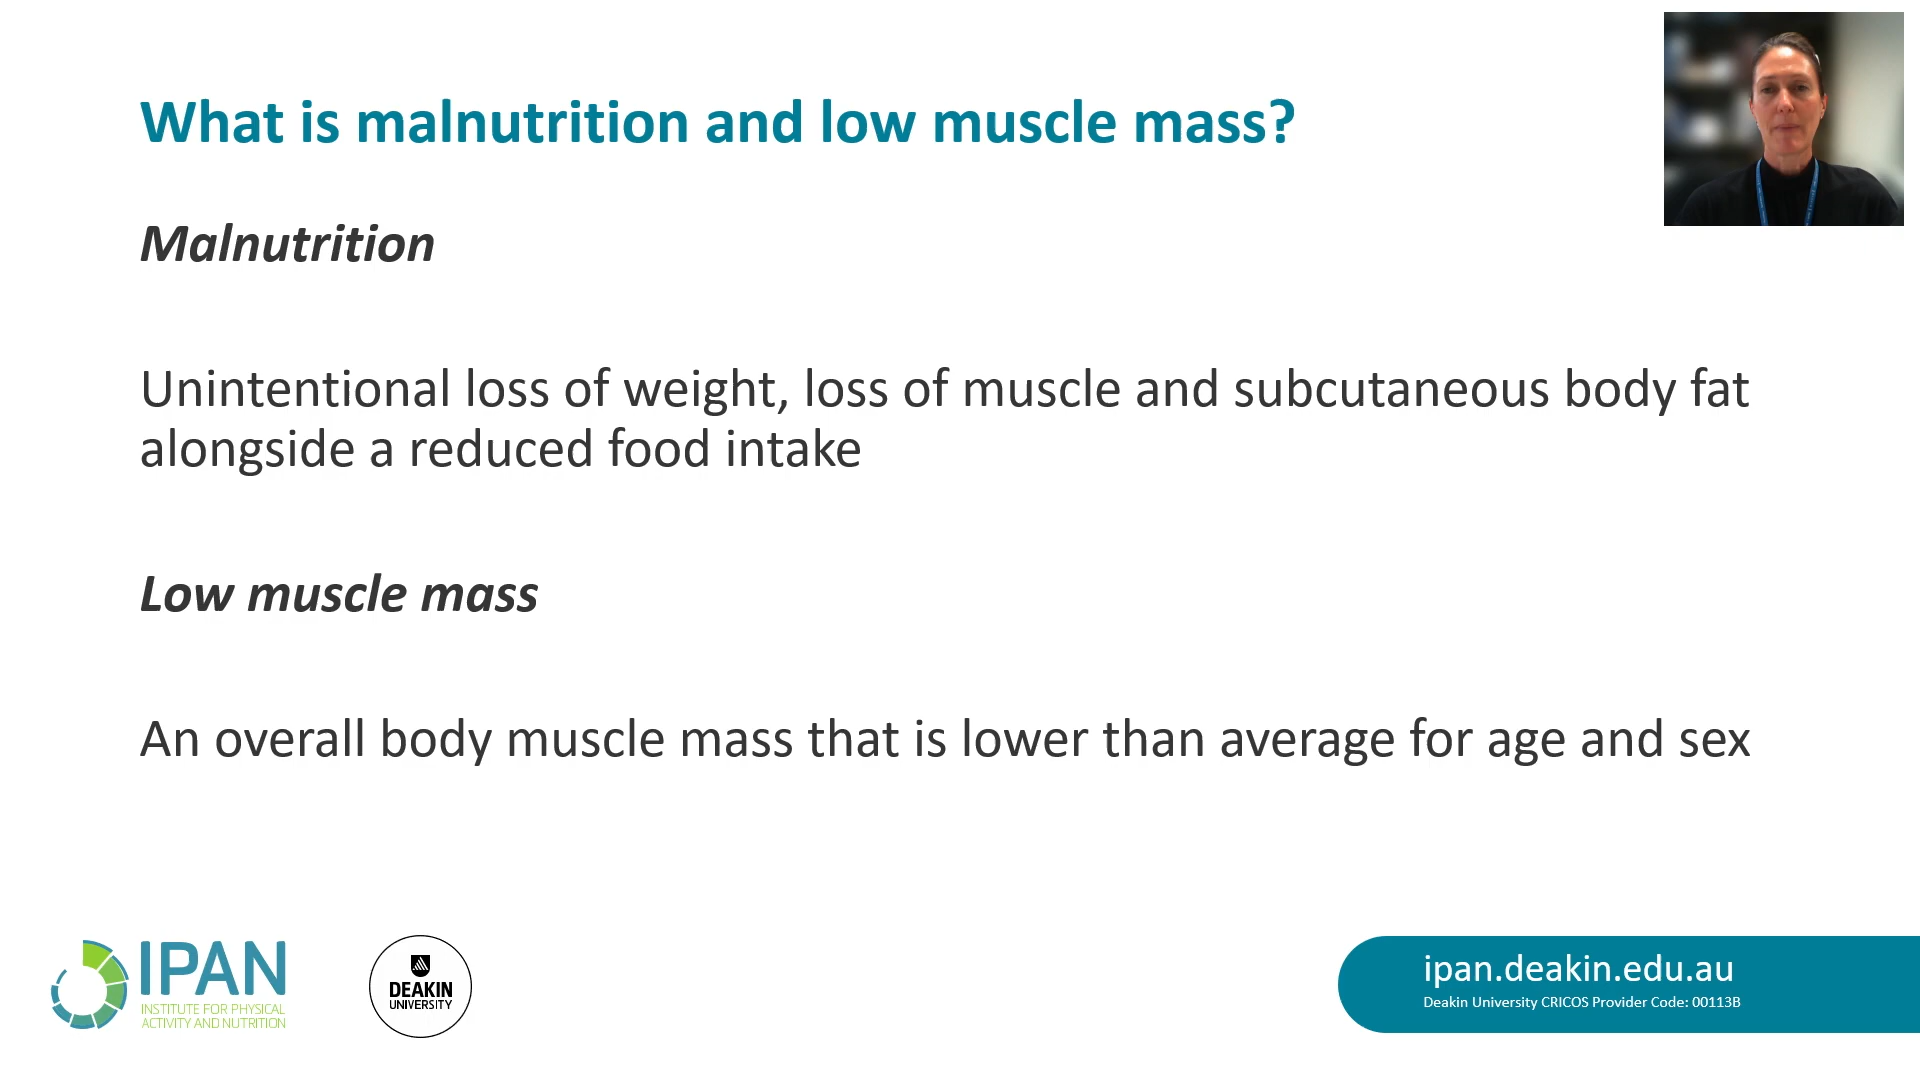 What is malnutrition and low muscle mass?
Malnutrition
Unintentional loss of weight, loss of muscle and subcutaneous body fat
alongside a reduced food intake
Low muscle mass
An overall body muscle mass that is lower than average for age and sex
IPAN
INSTITUTE FOR PHYSICAL
ACTIVITY AND NUTRITION
DEAKIN
UNIVERSITY
ipan.deakin.edu.au
Deakin University CRICOS Provider Code: 00113B